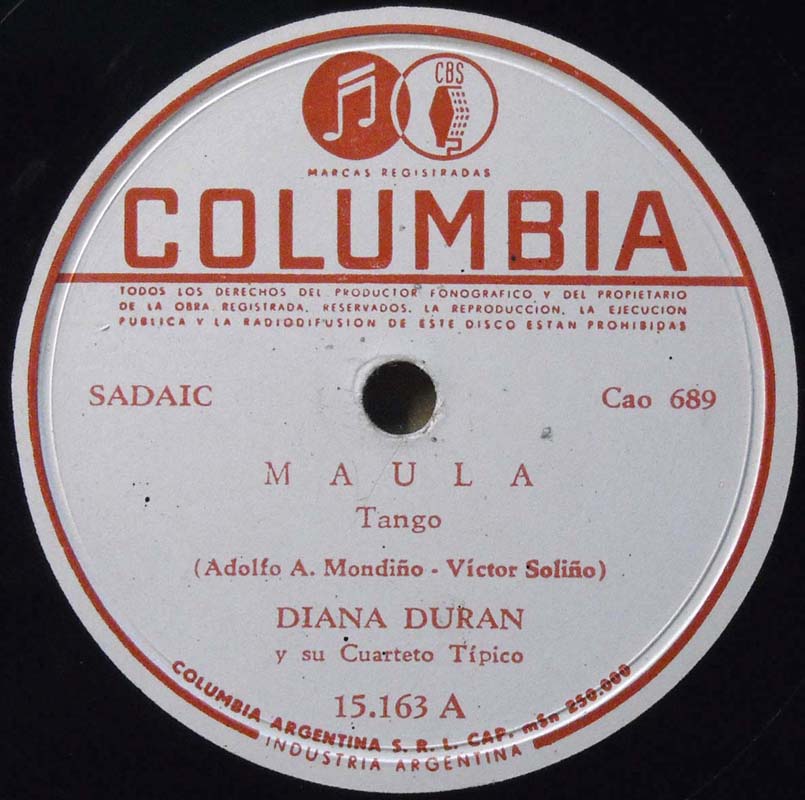 CBS
MARCAS REGISTRADAS
COLUMBIA
TODOS LOS DERECHOS DEL PRODUCTOR FONOGRAFICO Y DEL PROPIETARIO
DE LA OBRA REGISTRADA, RESERVADOS. LA REPRODUCCION, LA EJECUCION
PUBLICA Y LA RADIODIFUSION DE ESTE DISCO ESTAN PROHIBIDAS
SADAIC
Cao 689
MAULA
Tango
(Adolfo A. Mondiño - Víctor Soliño)
DIANA DURAN
y su Cuarteto Típico
15.163 A
COLUMBIA ARGENTINA S. R. L. CAP. m$n 250.000
INDUSTRIA ARGENTINA